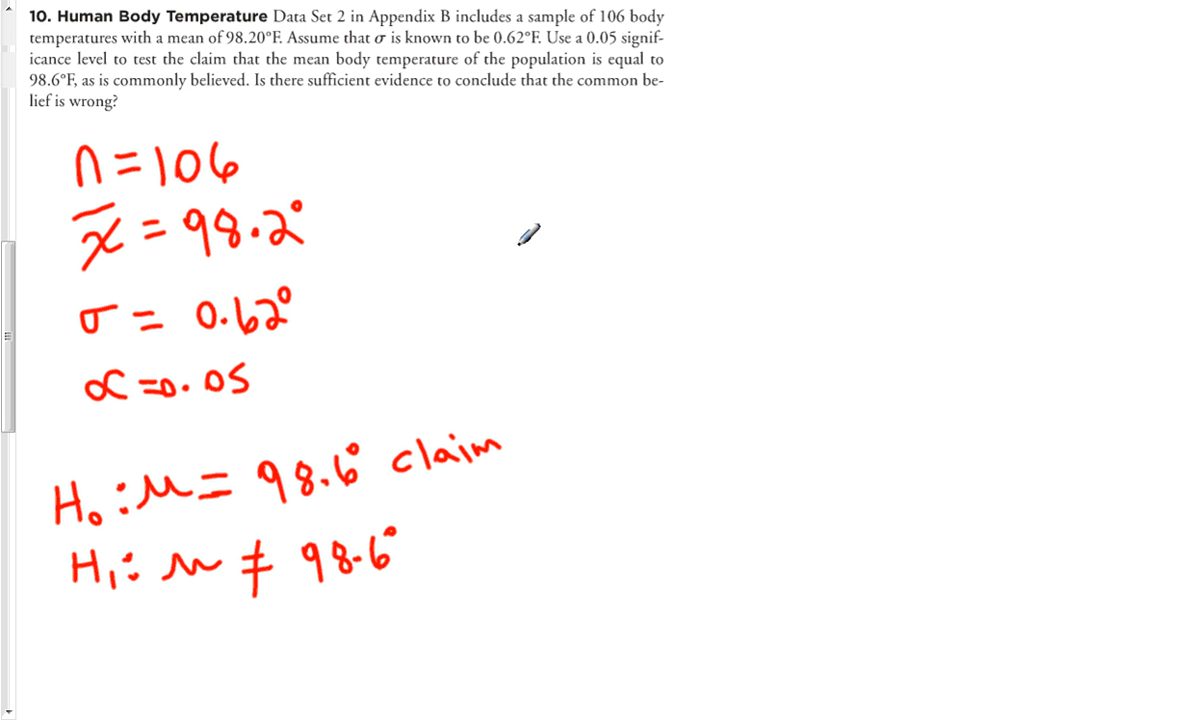 10. Human Body Temperature Data Set 2 in Appendix B includes a sample of 106 body
temperatures with a mean of 98.20°F. Assume that σ is known to be 0.62°F. Use a 0.05 signif-
icance level to test the claim that the mean body temperature of the population is equal to
98.6°F, as is commonly believed. Is there sufficient evidence to conclude that the common be-
lief is wrong?
n = 106
x̄ = 98.2°
σ = 0.62°
α = 0.05
H₀: μ = 98.6° claim
H₁: μ ≠ 98.6°